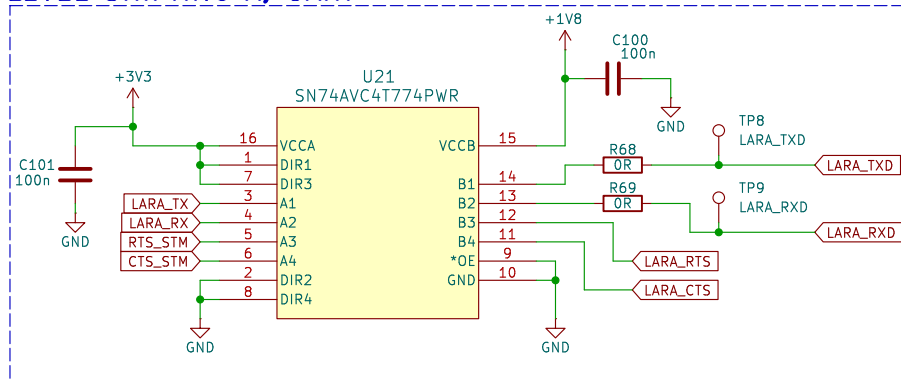 +1V8
C100
100n
GND
+3V3
C101
100n
GND
U21
SN74AVC4T774PWR
16 VCCA VCCB 15
1 DIR1
7 DIR3 B1 14
3 A1 B2 13
4 A2 B3 12
5 A3 B4 11
6 A4 *OE 9
2 DIR2 GND 10
8 DIR4
LARA_TX
LARA_RX
RTS_STM
CTS_STM
GND
GND
R68
0R
R69
0R
TP8
LARA_TXD
LARA_TXD
TP9
LARA_RXD
LARA_RXD
LARA_RTS
LARA_CTS